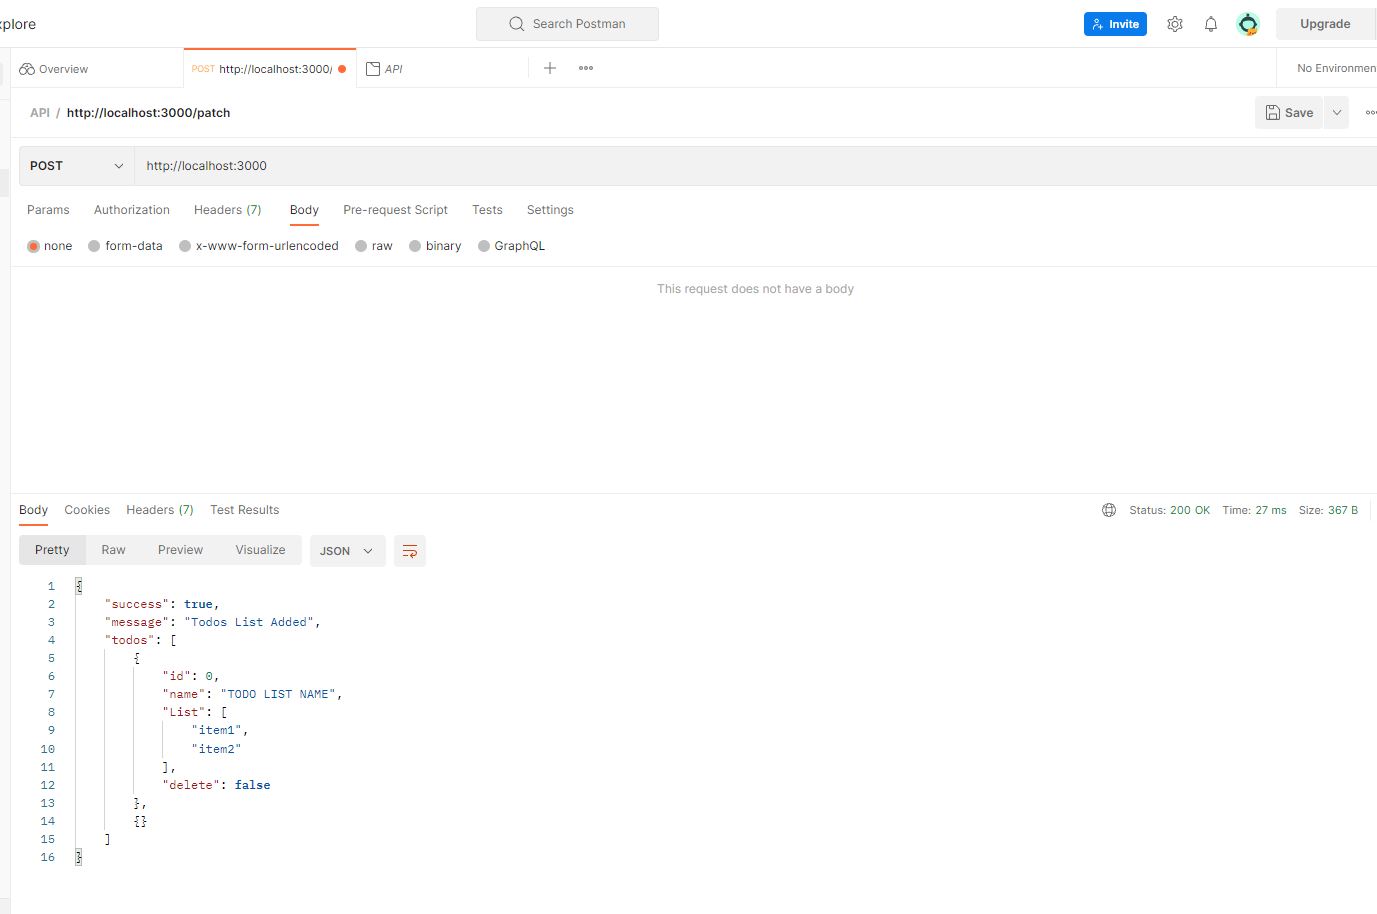 xplore
Search Postman
Invite
Upgrade
Overview
POST http://localhost:3000/
API
No Environmen
API / http://localhost:3000/patch
Save
POST
http://localhost:3000
Params Authorization Headers (7) Body Pre-request Script Tests Settings
none form-data x-www-form-urlencoded raw binary GraphQL
This request does not have a body
Body Cookies Headers (7) Test Results
Status: 200 OK Time: 27 ms Size: 367 B
Pretty Raw Preview Visualize JSON
1 {
2 "success": true,
3 "message": "Todos List Added",
4 "todos": [
5 {
6 "id": 0,
7 "name": "TODO LIST NAME",
8 "List": [
9 "item1",
10 "item2"
11 ],
12 "delete": false
13 },
14 {}
15 ]
16 }